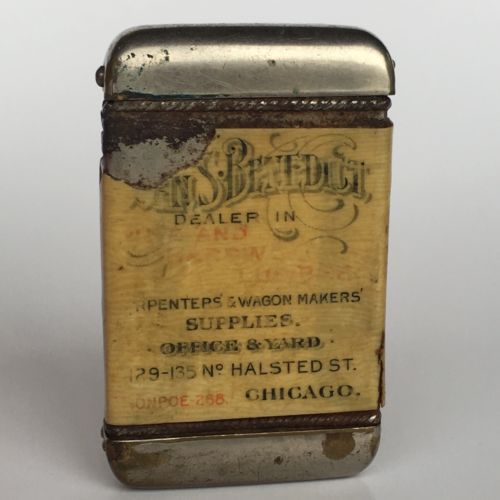 N. S. BENEDICT
DEALER IN
AND
RPENTERS' & WAGON MAKERS'
SUPPLIES.
OFFICE & YARD
129-135 Nº HALSTED ST.
ONROE 268. CHICAGO.